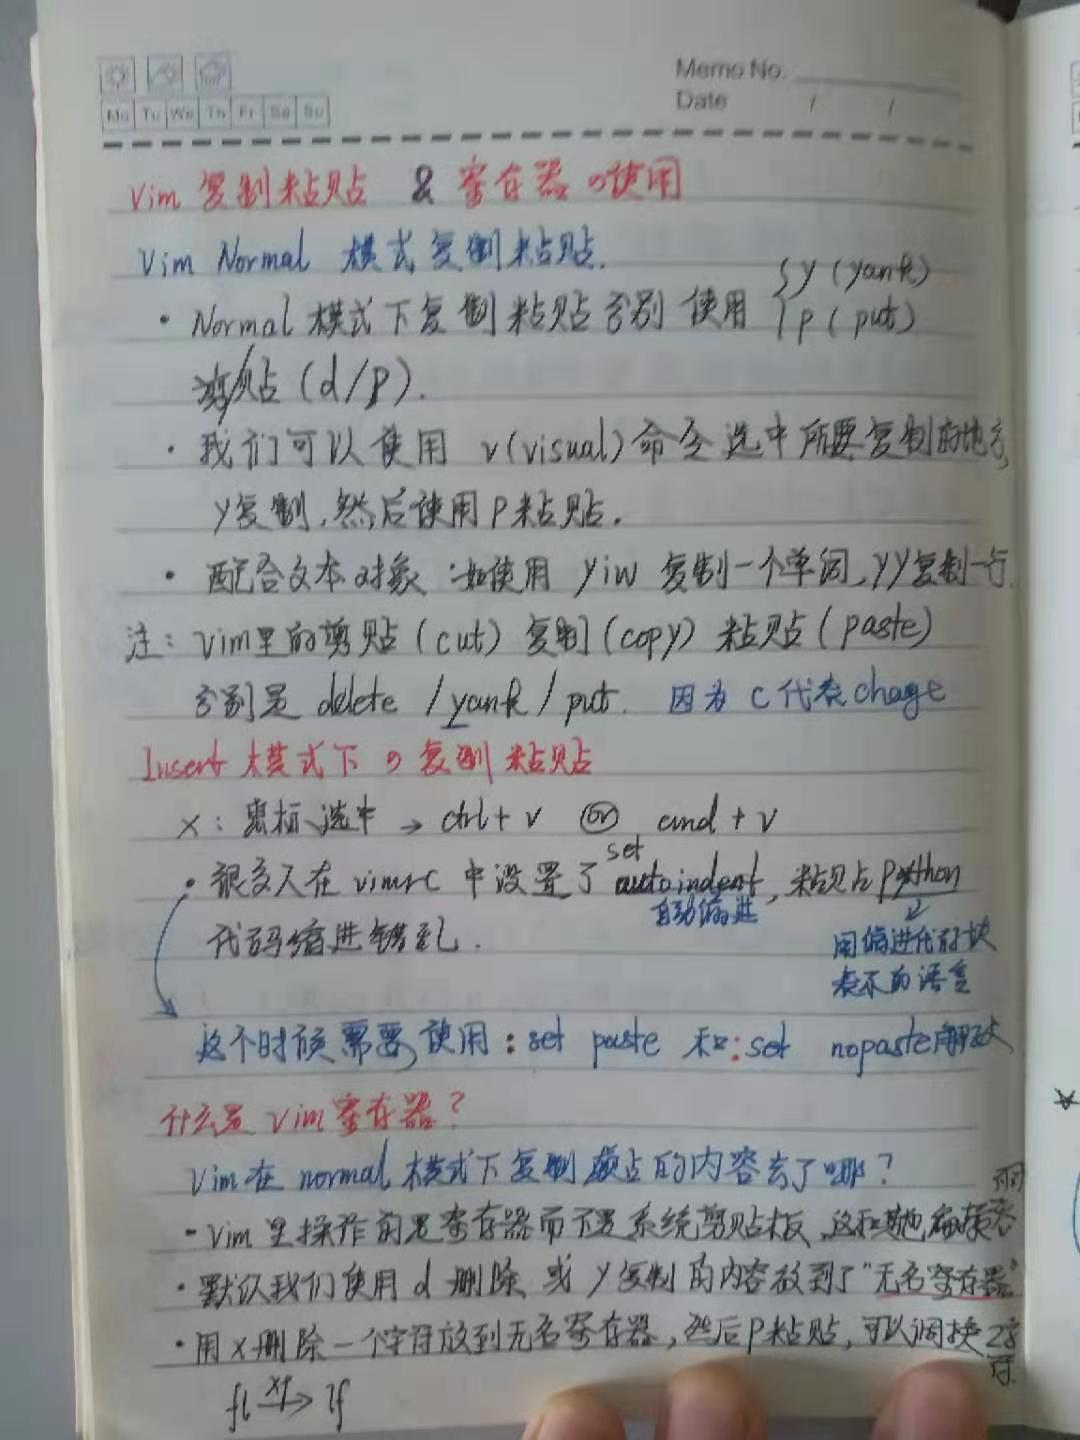 Memo No.
Date / /
Mo Tu We Th Fr Sa Su
Vim 复制粘贴 & 寄存器の使用
Vim Normal 模式复制粘贴.
• Normal 模式下复制粘贴分别 使用 { y (yank)
p (put)
剪贴 (d/p).
• 我们可以使用 v(visual) 命令选中所要复制的地方,
y复制,然后使用p粘贴.
• 配合文本对象:如使用 yiw 复制一个单词, yy复制一行.
注: vim里的剪贴 (cut) 复制 (copy) 粘贴 (paste)
分别是 delete / yank / put. 因为 C 代表 chage
Insert 模式下の复制粘贴
X: 鼠标选中 → ctrl + v or cmd + v
• 很多人在 vimrc 中设置了 set autoindent, 粘贴 python
自动缩进
代码缩进错乱.
用缩进代码块
表示的语言
这个时候需要使用 :set paste 和 :set nopaste 解决
什么是 Vim 寄存器?
Vim 在 normal 模式下复制 的内容去了哪?
• Vim 里操作的是寄存器而不是系统剪贴板,这和其他编辑器不同
• 默认我们使用 d 删除 或 y 复制的内容放到了“无名寄存器”
• 用 x 删除一个字符放到无名寄存器,然后p粘贴,可以调换2字符.
fl xp→ lf